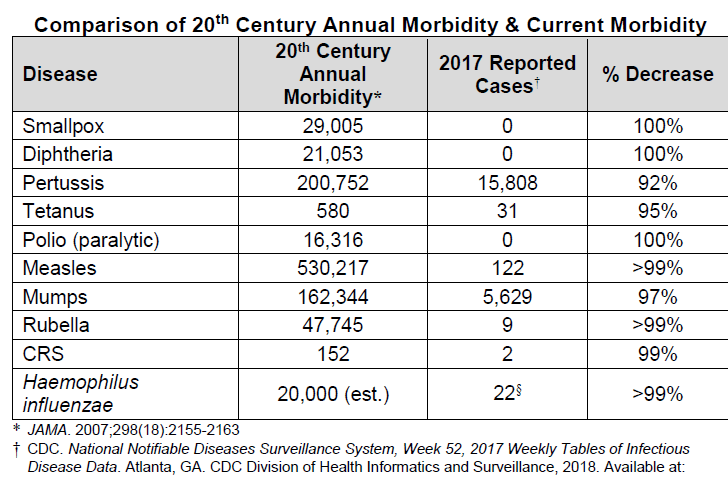 Comparison of 20th Century Annual Morbidity & Current Morbidity
Disease
20th Century
Annual
Morbidity*
2017 Reported
Cases†
% Decrease
Smallpox 29,005 0 100%
Diphtheria 21,053 0 100%
Pertussis 200,752 15,808 92%
Tetanus 580 31 95%
Polio (paralytic) 16,316 0 100%
Measles 530,217 122 >99%
Mumps 162,344 5,629 97%
Rubella 47,745 9 >99%
CRS 152 2 99%
Haemophilus
influenzae 20,000 (est.) 22§ >99%
* JAMA. 2007;298(18):2155-2163
† CDC. National Notifiable Diseases Surveillance System, Week 52, 2017 Weekly Tables of Infectious
Disease Data. Atlanta, GA. CDC Division of Health Informatics and Surveillance, 2018. Available at: